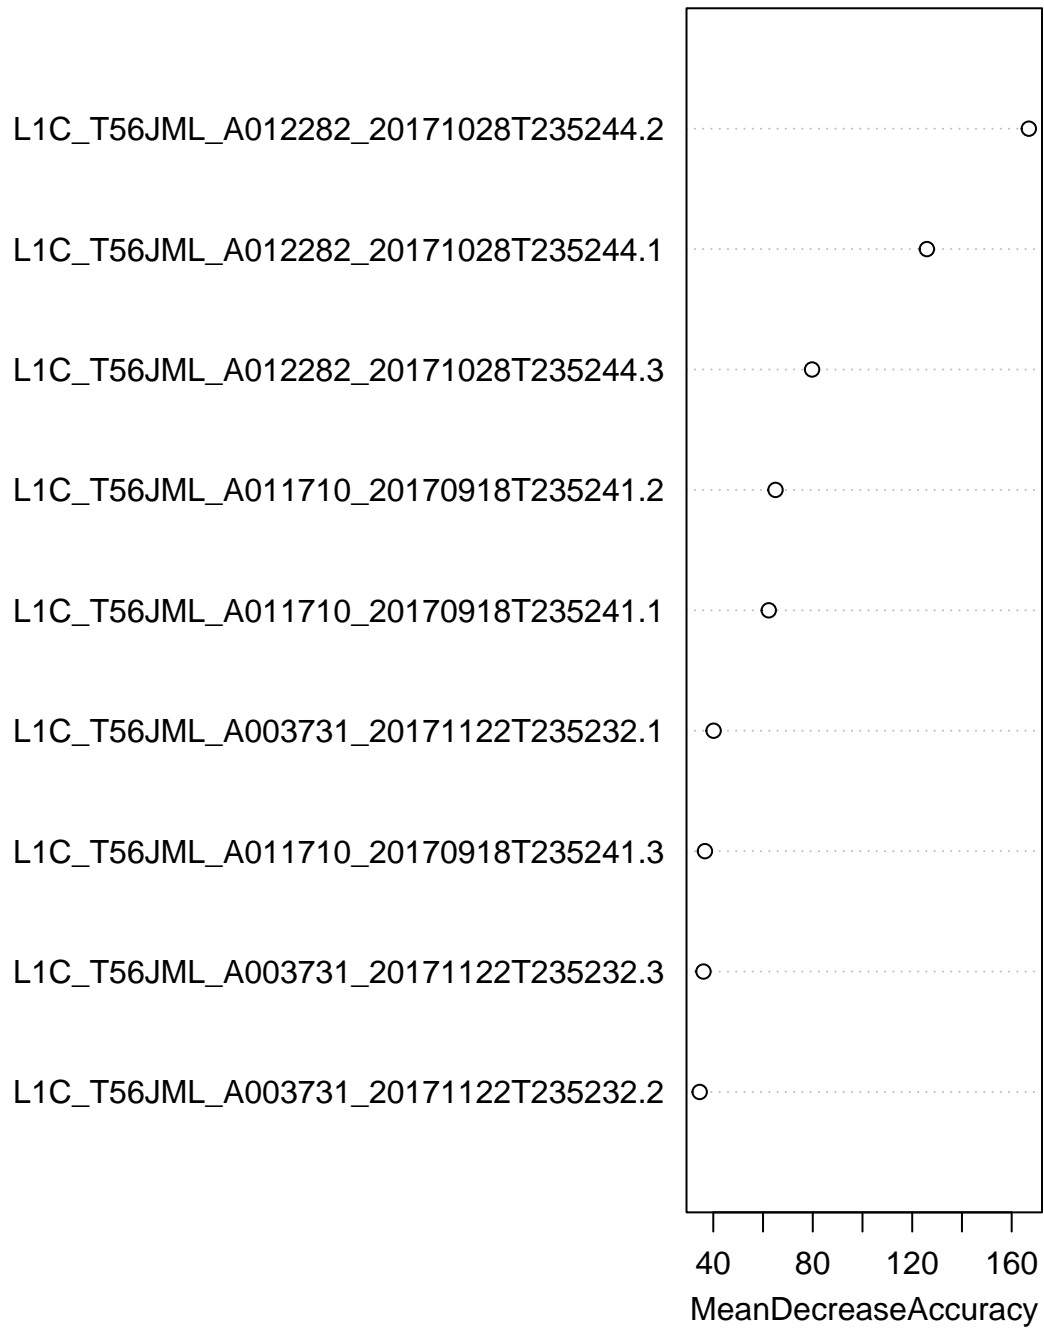 L1C_T56JML_A012282_20171028T235244.2
L1C_T56JML_A012282_20171028T235244.1
L1C_T56JML_A012282_20171028T235244.3
L1C_T56JML_A011710_20170918T235241.2
L1C_T56JML_A011710_20170918T235241.1
L1C_T56JML_A003731_20171122T235232.1
L1C_T56JML_A011710_20170918T235241.3
L1C_T56JML_A003731_20171122T235232.3
L1C_T56JML_A003731_20171122T235232.2
40 80 120 160
MeanDecreaseAccuracy